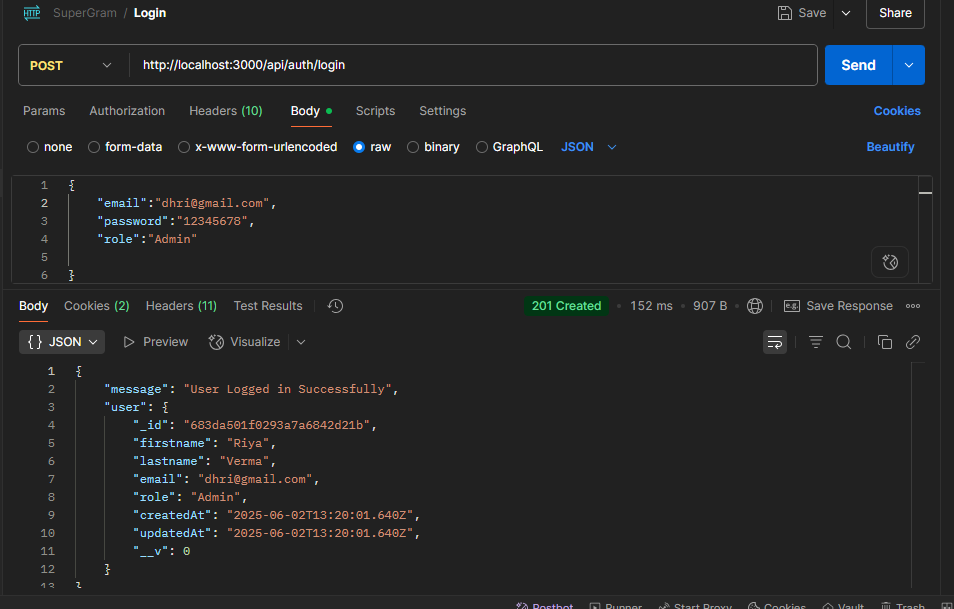 HTTP SuperGram / Login Save Share
POST http://localhost:3000/api/auth/login Send
Params Authorization Headers (10) Body Scripts Settings Cookies
none form-data x-www-form-urlencoded raw binary GraphQL JSON Beautify
1 {
2 "email":"dhri@gmail.com",
3 "password":"12345678",
4 "role":"Admin"
5
6 }
Body Cookies (2) Headers (11) Test Results 201 Created 152 ms 907 B e.g. Save Response
{} JSON Preview Visualize
1 {
2 "message": "User Logged in Successfully",
3 "user": {
4 "_id": "683da501f0293a7a6842d21b",
5 "firstname": "Riya",
6 "lastname": "Verma",
7 "email": "dhri@gmail.com",
8 "role": "Admin",
9 "createdAt": "2025-06-02T13:20:01.640Z",
10 "updatedAt": "2025-06-02T13:20:01.640Z",
11 "__v": 0
12 }
13 }
Postbot Runner Start Proxy Cookies Vault Trash